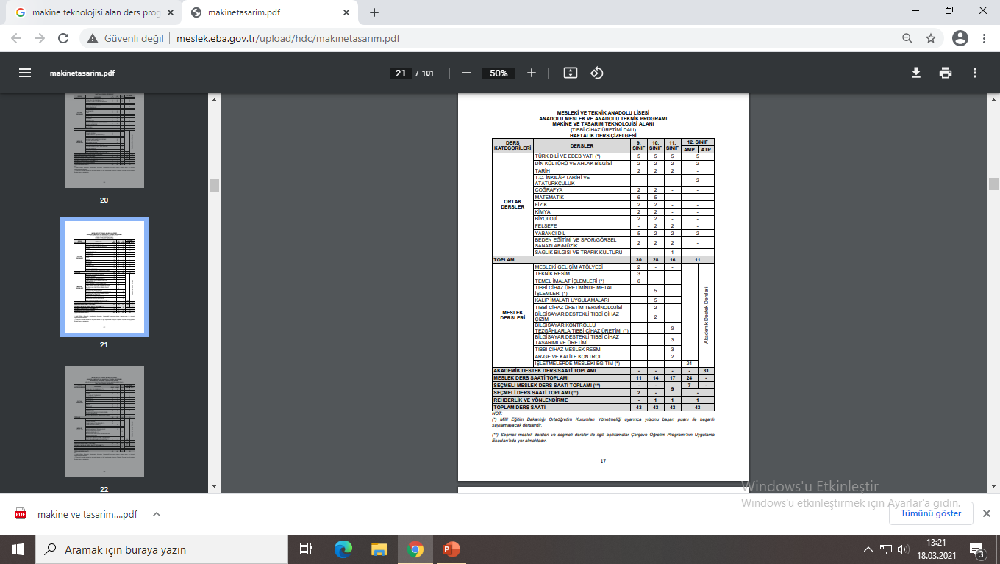 makine teknolojisi alan ders prog
makinetasarim.pdf
Güvenli değil
meslek.eba.gov.tr/upload/hdc/makinetasarim.pdf
makinetasarim.pdf
21 / 101
50%
20
21
22
MESLEKİ VE TEKNİK ANADOLU LİSESİ
ANADOLU MESLEK VE ANADOLU TEKNİK PROGRAMI
MAKİNE VE TASARIM TEKNOLOJİSİ ALANI
(TIBBİ CİHAZ ÜRETİMİ DALI)
HAFTALIK DERS ÇİZELGESİ
DERS KATEGORİLERİ DERSLER 9. SINIF 10. SINIF 11. SINIF 12. SINIF
AMP ATP
ORTAK DERSLER
TÜRK DİLİ VE EDEBİYATI (*) 5 5 5 5
DİN KÜLTÜRÜ VE AHLAK BİLGİSİ 2 2 2 2
TARİH 2 2 2 -
T.C. İNKILÂP TARİHİ VE ATATÜRKÇÜLÜK - - - 2
COĞRAFYA 2 2 - -
MATEMATİK 6 5 - -
FİZİK 2 2 - -
KİMYA 2 2 - -
BİYOLOJİ 2 2 - -
FELSEFE - 2 2 -
YABANCI DİL 5 2 2 2
BEDEN EĞİTİMİ VE SPOR/GÖRSEL SANATLAR/MÜZİK 2 2 2 -
SAĞLIK BİLGİSİ VE TRAFİK KÜLTÜRÜ - - 1 -
TOPLAM 30 28 16 11
MESLEK DERSLERİ
MESLEKİ GELİŞİM ATÖLYESİ 2 - -
TEKNİK RESİM 3
TEMEL İMALAT İŞLEMLERİ (*) 6
TIBBİ CİHAZ ÜRETİMİNDE METAL İŞLEMLERİ (*) 5
KALIP İMALATI UYGULAMALARI 5
TIBBİ CİHAZ ÜRETİM TERMİNOLOJİSİ 2
BİLGİSAYAR DESTEKLİ TIBBİ CİHAZ ÇİZİMİ 2
BİLGİSAYAR KONTROLLÜ TEZGÂHLARLA TIBBİ CİHAZ ÜRETİMİ (*) 9
BİLGİSAYAR DESTEKLİ TIBBİ CİHAZ TASARIMI VE ÜRETİMİ 3
TIBBİ CİHAZ MESLEK RESMİ 3
AR-GE VE KALİTE KONTROL 2
İŞLETMELERDE MESLEKİ EĞİTİM (*) - - - 24
Akademik Destek Dersleri
AKADEMİK DESTEK DERS SAATİ TOPLAMI - - - - 31
MESLEK DERS SAATİ TOPLAMI 11 14 17 24 -
SEÇMELİ MESLEK DERS SAATİ TOPLAMI (**) - - 9 7 -
SEÇMELİ DERS SAATİ TOPLAMI (**) 2 - -
REHBERLİK VE YÖNLENDİRME - 1 1 1
TOPLAM DERS SAATİ 43 43 43 43
NOT:
(*) Millî Eğitim Bakanlığı Ortaöğretim Kurumları Yönetmeliği uyarınca yılsonu başarı puanı ile başarılı
sayılamayacak derslerdir.
(**) Seçmeli meslek dersleri ve seçmeli dersler ile ilgili açıklamalar Çerçeve Öğretim Programı'nın Uygulama
Esasları'nda yer almaktadır.
17
Windows'u Etkinleştir
Windows'u etkinleştirmek için Ayarlar'a gidin.
PDF
makine ve tasarim....pdf
Tümünü göster
Aramak için buraya yazın
13:21
18.03.2021
3